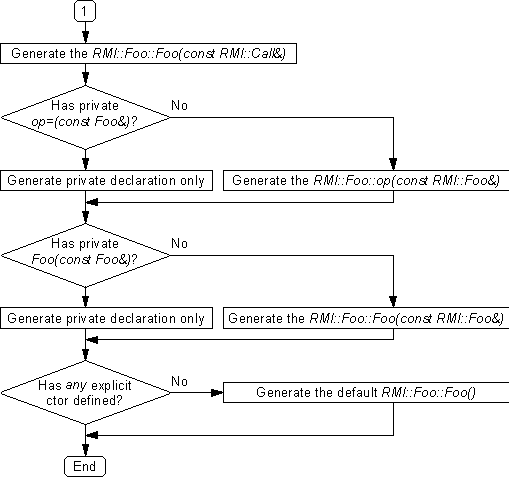 1
Generate the RMI::Foo::Foo(const RMI::Call&)
Has private
op=(const Foo&)?
No
Generate private declaration only
Generate the RMI::Foo::op(const RMI::Foo&)
Has private
Foo(const Foo&)?
No
Generate private declaration only
Generate the RMI::Foo::Foo(const RMI::Foo&)
Has any explicit
ctor defined?
No
Generate the default RMI::Foo::Foo()
End